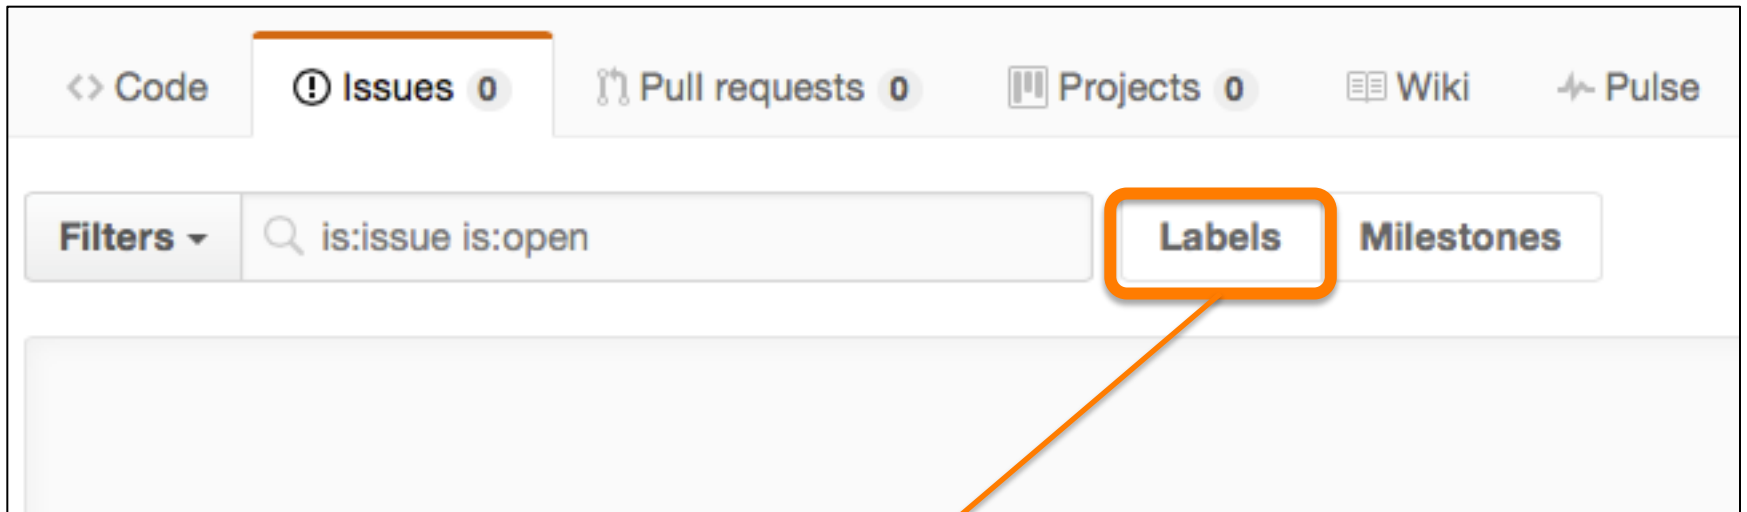 Code Issues 0 Pull requests 0 Projects 0 Wiki Pulse
Filters is:issue is:open Labels Milestones